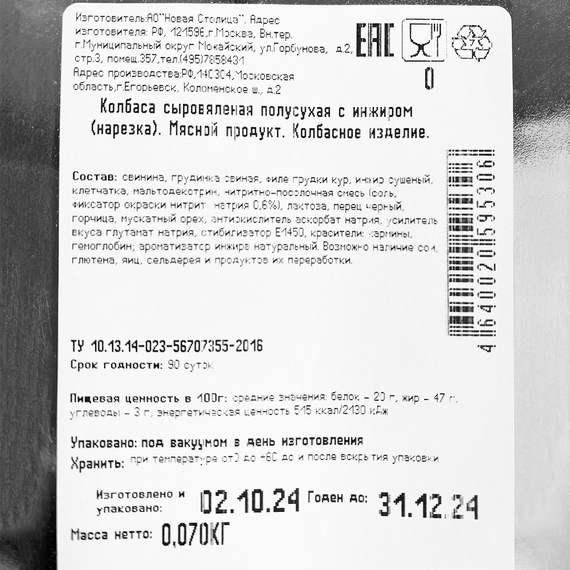 Изготовитель:АО"Новая Столица". Адрес
изготовителя: РФ, 121596,г.Москва, Вн.тер.
г.Муниципальный округ Можайский, ул.Горбунова, д.2,
стр.3, помещ.357,тел.(495)7858431
Адрес производства:РФ,140304,Московская
область,г.Егорьевск, Коломенское ш., д.2
EAC
0
Колбаса сыровяленая полусухая с инжиром
(нарезка). Мясной продукт. Колбасное изделие.
Состав: свинина, грудинка свиная, филе грудки кур, инжир сушеный,
клетчатка, мальтодекстрин, нитритно-посолочная смесь (соль,
фиксатор окраски нитрит натрия 0,6%), лактоза, перец черный,
горчица, мускатный орех, антиокислитель аскорбат натрия, усилитель
вкуса глутамат натрия, стабилизатор Е1450, красители: кармины,
гемоглобин; ароматизатор инжира натуральный. Возможно наличие сои,
глютена, яиц, сельдерея и продуктов их переработки.
4640020595306
ТУ 10.13.14-023-56707355-2016
Срок годности: 90 суток
Пищевая ценность в 100г: средние значения: белок - 20 г, жир - 47 г,
углеводы - 3 г, энергетическая ценность 515 ккал/2130 кДж
Упаковано: под вакуумом в день изготовления
Хранить: при температуре от0 до +6С до и после вскрытия упаковки
Изготовлено и
упаковано: 02.10.24 Годен до: 31.12.24
Масса нетто: 0,070КГ